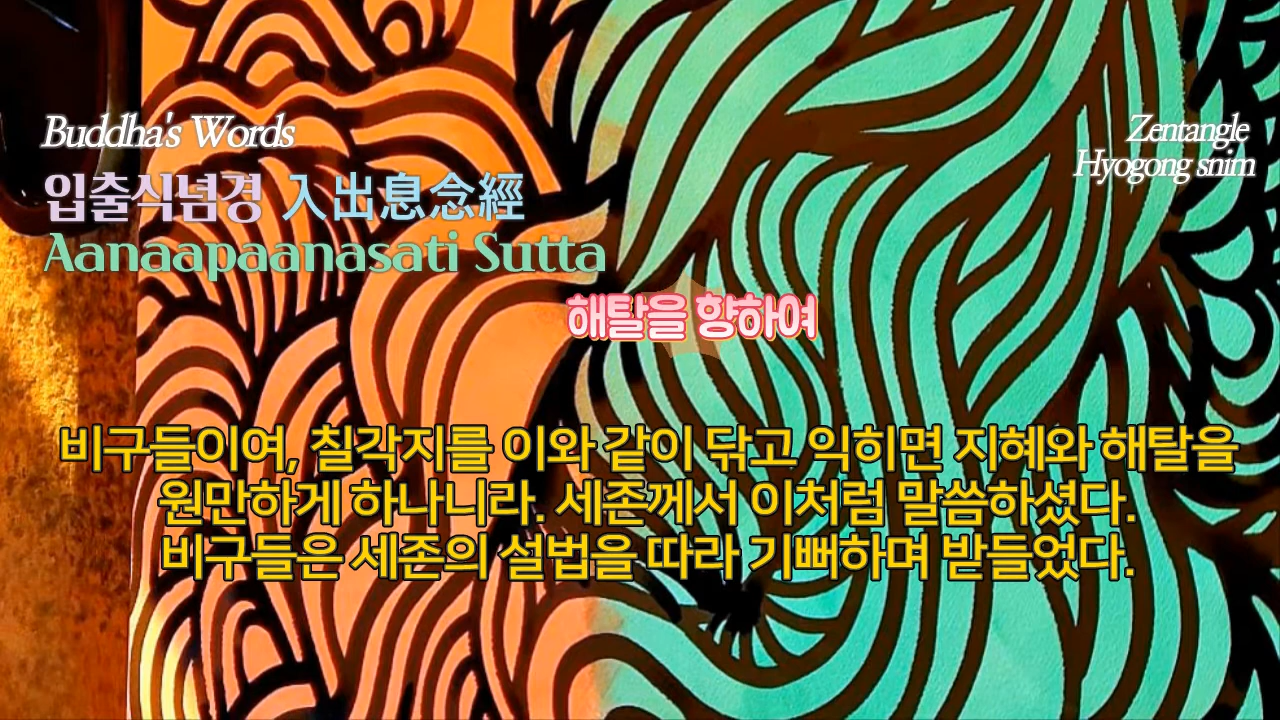 Buddha's Words
Zentangle
Hyogong snim
입출식념경 入出息念經
Aanaapaanasati Sutta
해탈을 향하여
비구들이여, 칠각지를 이와 같이 닦고 익히면 지혜와 해탈을
원만하게 하나니라. 세존께서 이처럼 말씀하셨다.
비구들은 세존의 설법을 따라 기뻐하며 받들었다.